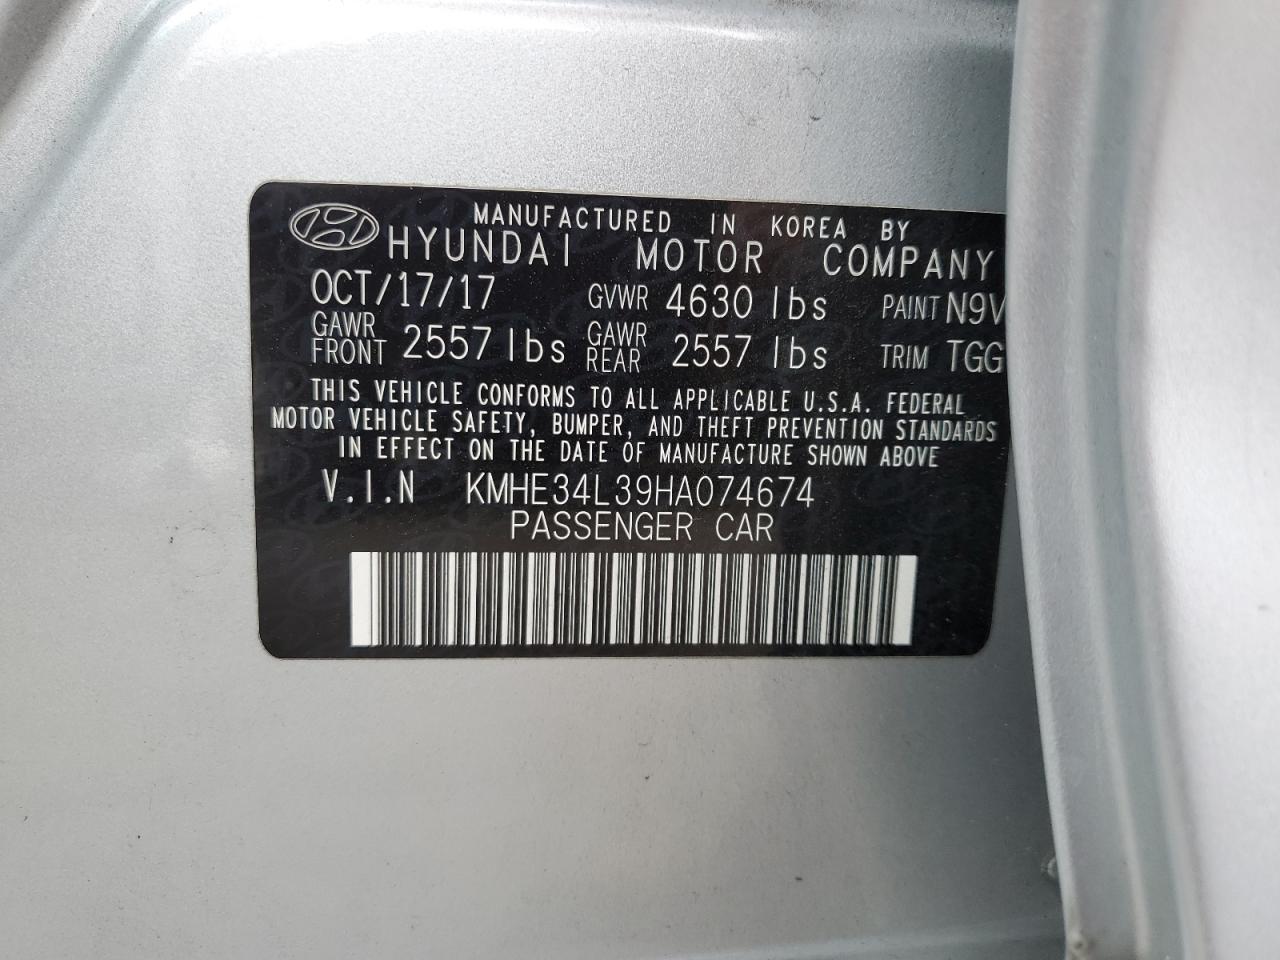 MANUFACTURED IN KOREA BY
HYUNDAI MOTOR COMPANY
OCT/17/17 GVWR 4630 lbs PAINT N9V
GAWR FRONT 2557 lbs GAWR REAR 2557 lbs TRIM TGG
THIS VEHICLE CONFORMS TO ALL APPLICABLE U.S.A. FEDERAL
MOTOR VEHICLE SAFETY, BUMPER, AND THEFT PREVENTION STANDARDS
IN EFFECT ON THE DATE OF MANUFACTURE SHOWN ABOVE
V.I.N KMHE34L39HA074674
PASSENGER CAR